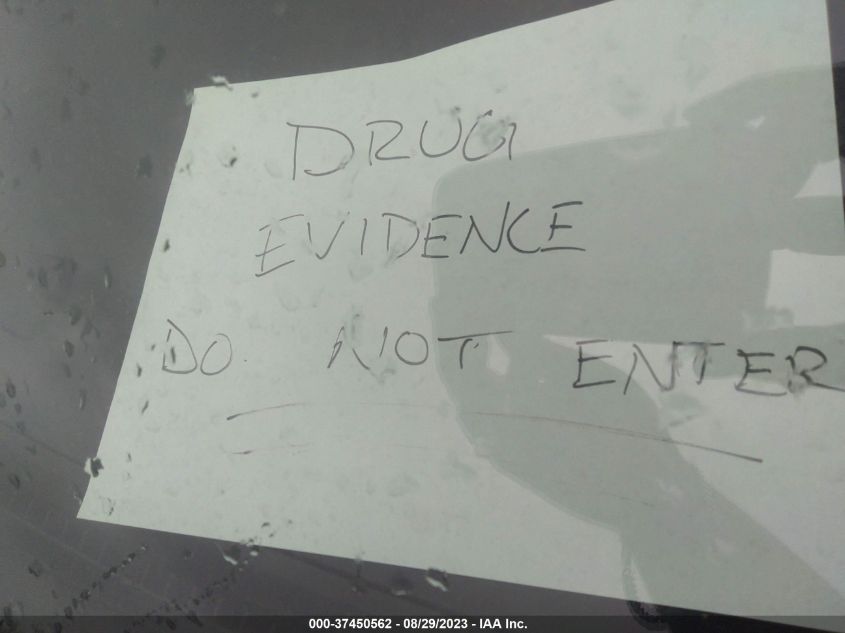 DRUG
EVIDENCE
DO NOT ENTER
000-37450562 - 08/29/2023 - IAA Inc.